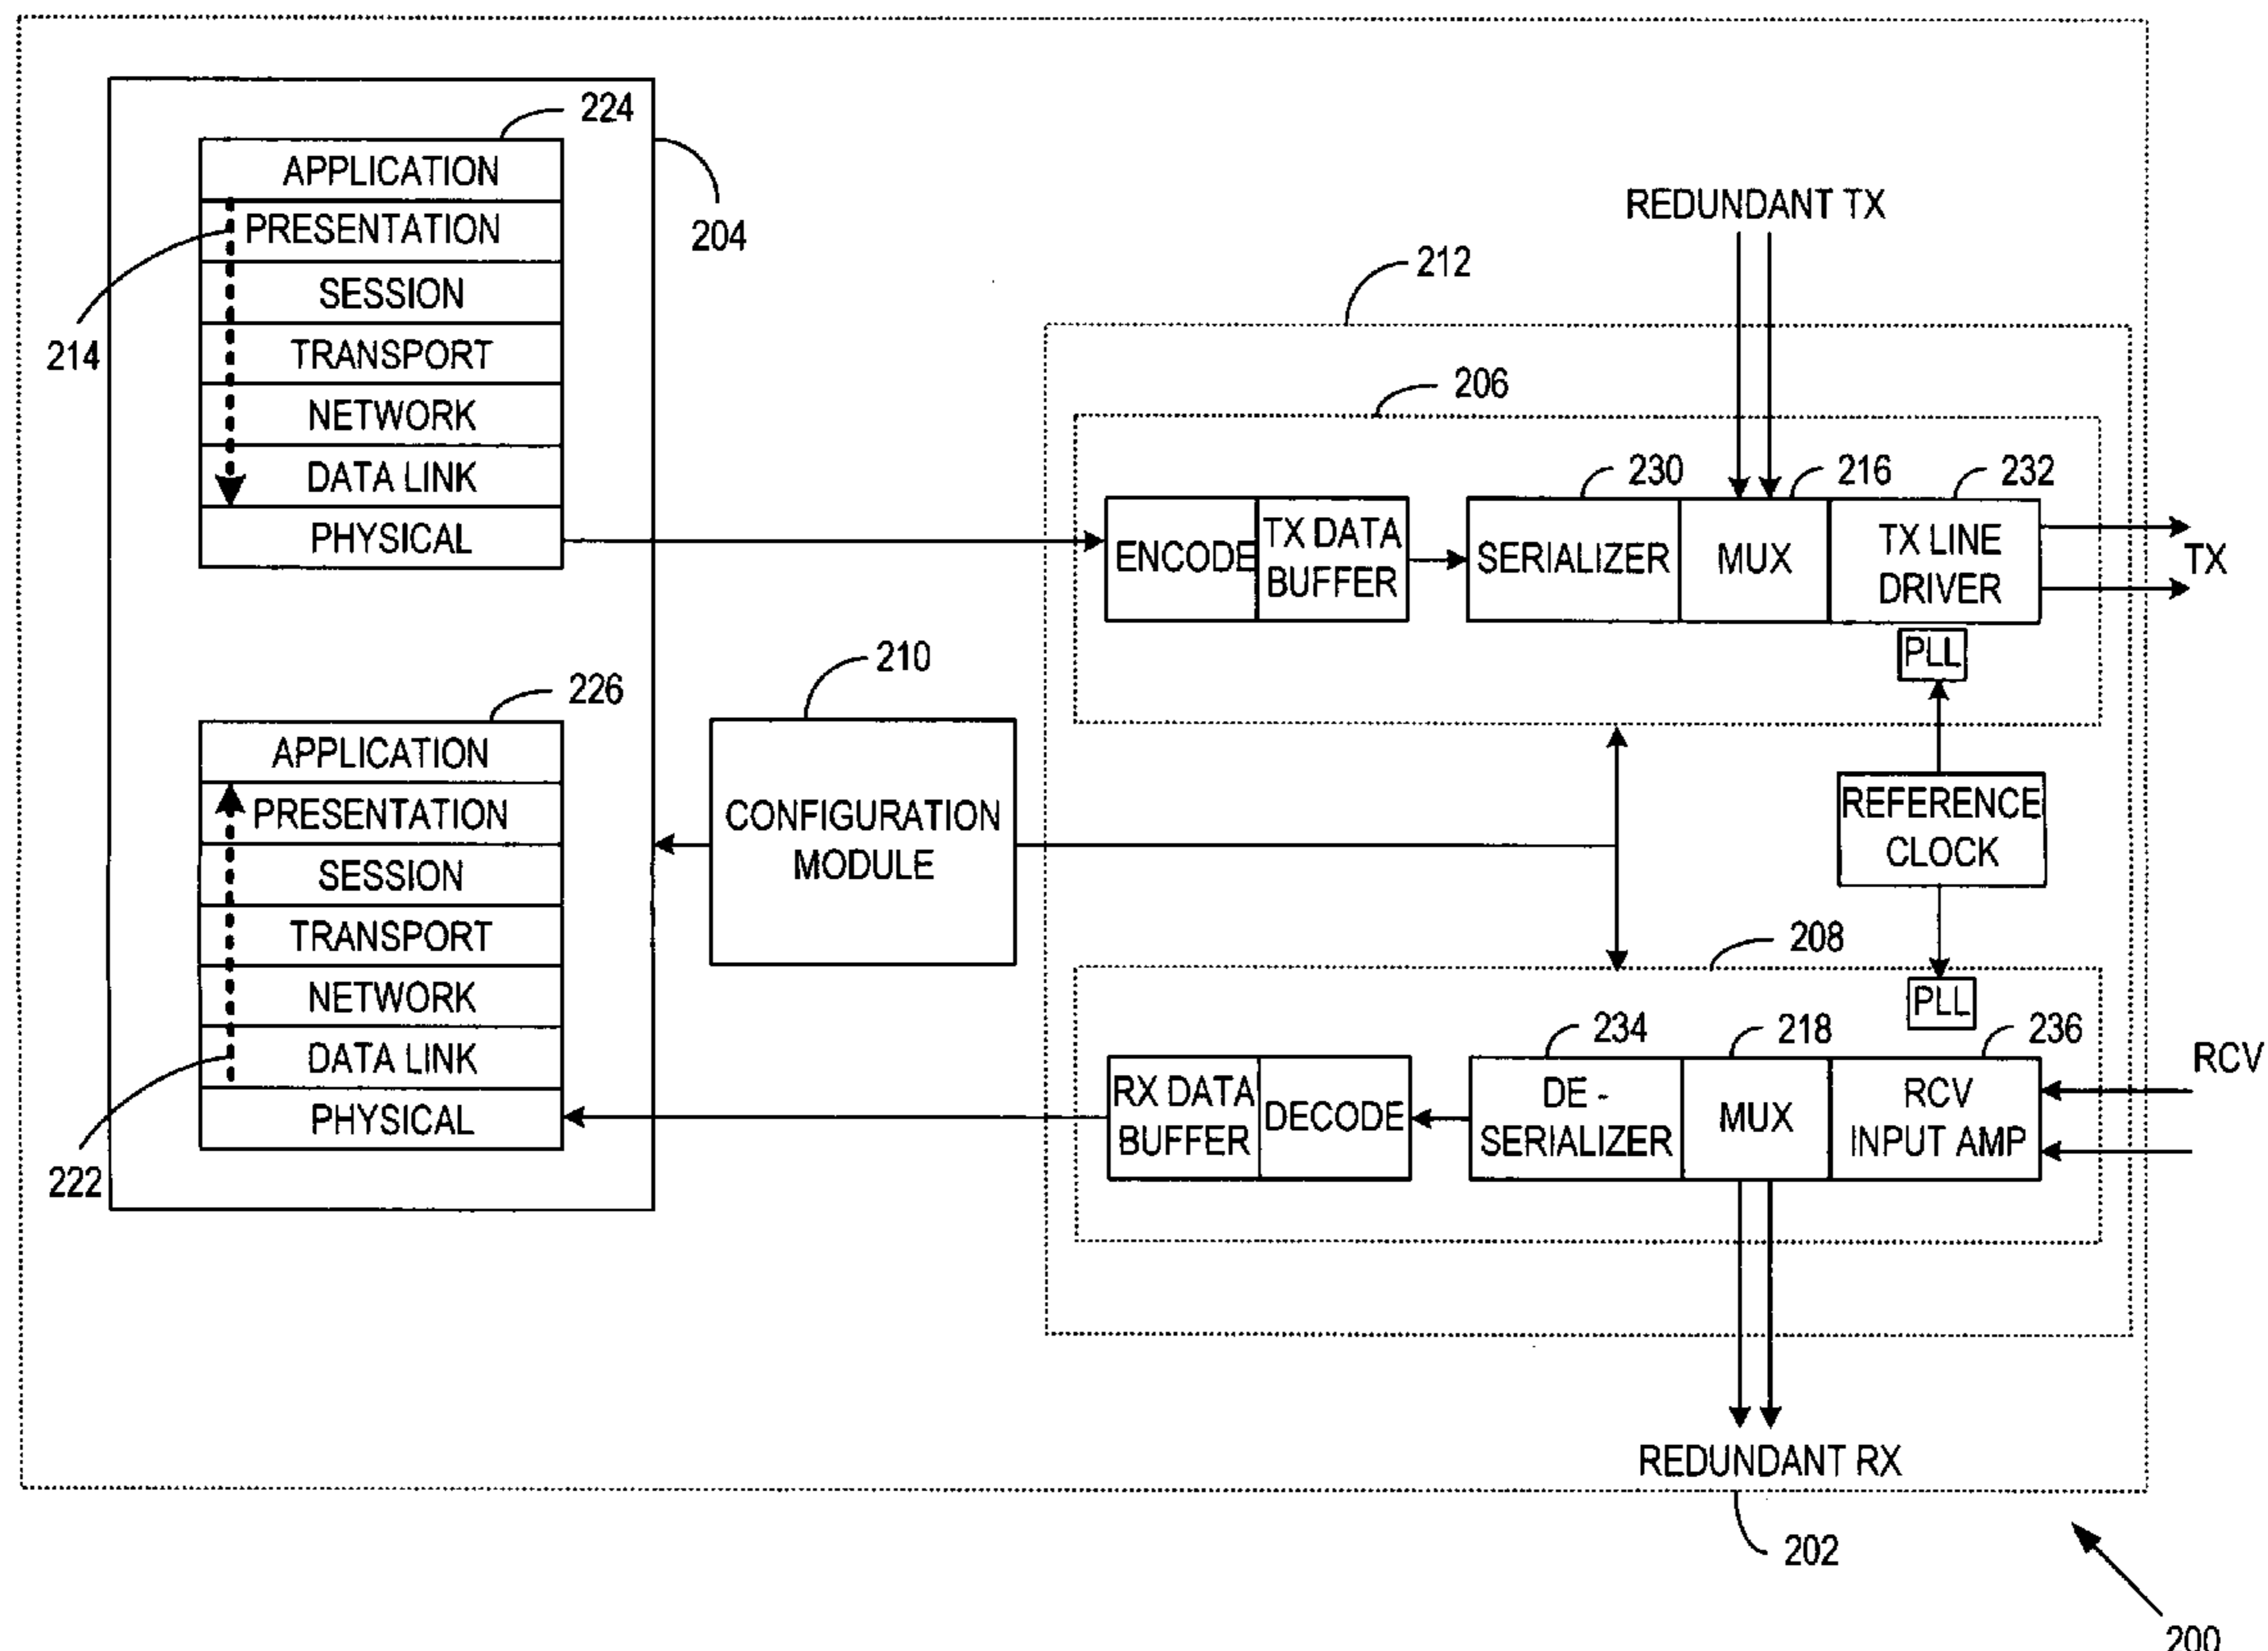 224
APPLICATION
PRESENTATION
SESSION
TRANSPORT
NETWORK
DATA LINK
PHYSICAL
214
204
REDUNDANT TX
212
206
230
216
232
ENCODE
TX DATA
BUFFER
SERIALIZER
MUX
TX LINE
DRIVER
TX
PLL
210
CONFIGURATION
MODULE
REFERENCE
CLOCK
226
APPLICATION
PRESENTATION
SESSION
TRANSPORT
NETWORK
DATA LINK
PHYSICAL
222
208
PLL
234
218
236
RCV
RX DATA
BUFFER
DECODE
DE -
SERIALIZER
MUX
RCV
INPUT AMP
REDUNDANT RX
202
200